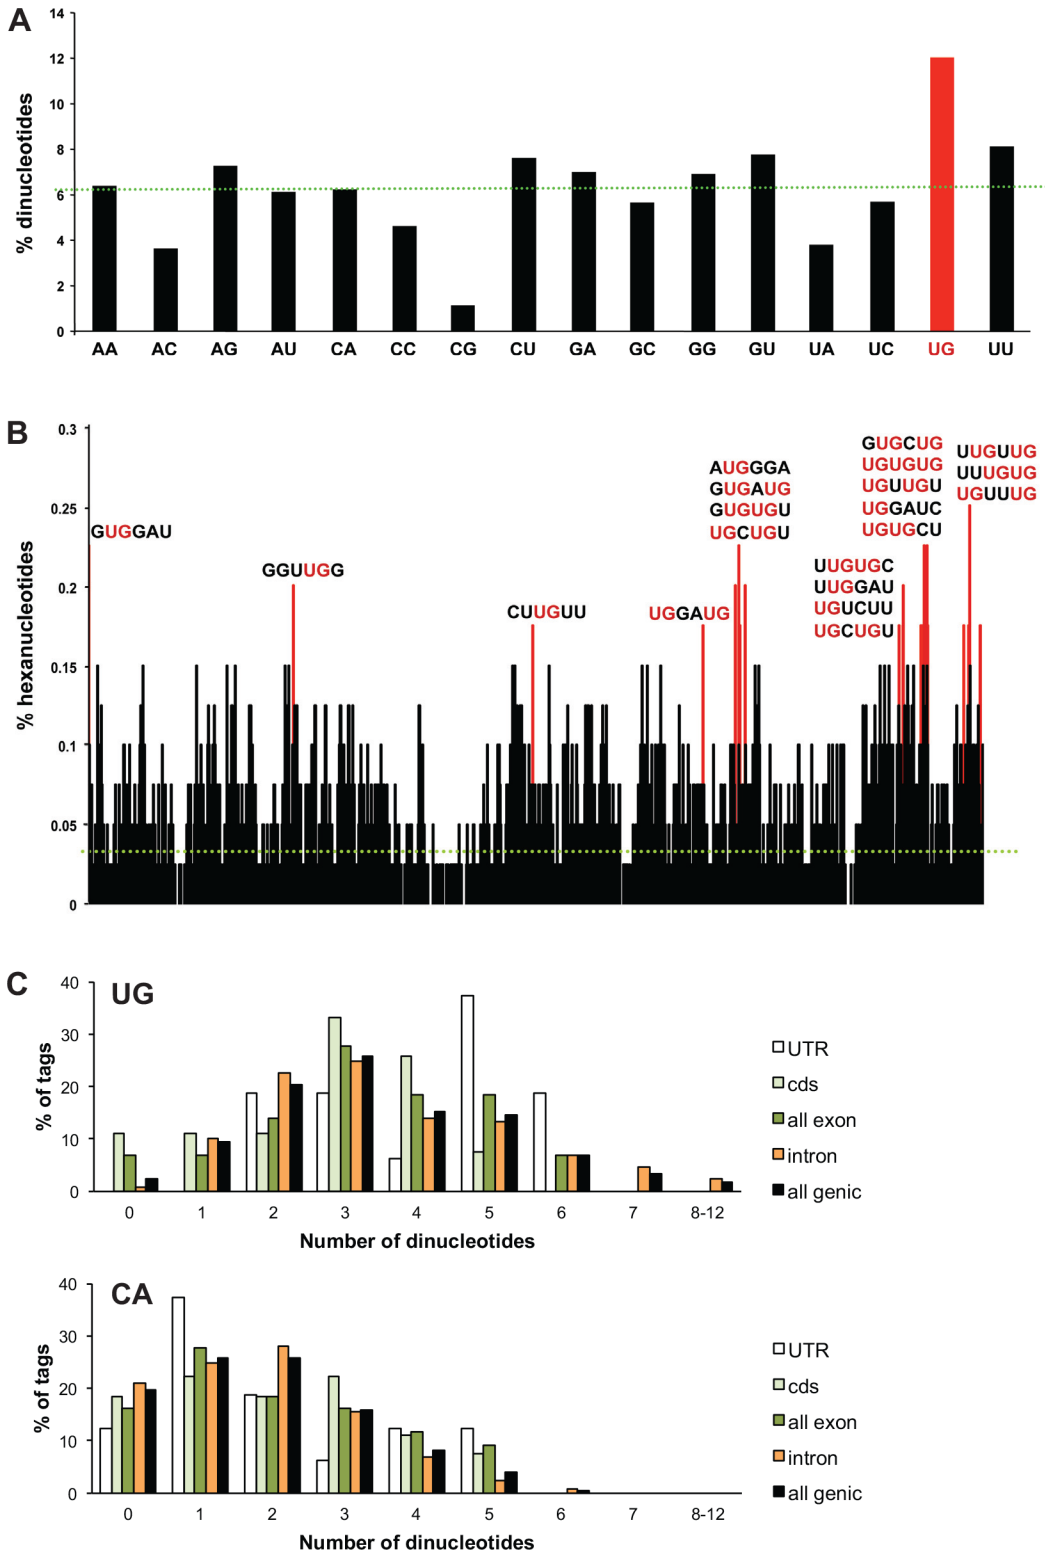 A
14
12
10
8
6
4
2
0
% dinucleotides
AA AC AG AU CA CC CG CU GA GC GG GU UA UC UG UU
B
0.3
0.25
0.2
0.15
0.1
0.05
0
% hexanucleotides
GUGGAU
GGUUGG
CUUGUU
UGGAUG
AUGGGA
GUGAUG
GUGUGU
UGCUGU
UUGUGC
UUGGAU
UGUCUU
UGCUGU
GUGCUG
UGUGUG
UGUUGU
UGGAUC
UGUGCU
UUGUUG
UUUGUG
UGUUUG
C
UG
40
30
20
10
0
% of tags
0 1 2 3 4 5 6 7 8-12
Number of dinucleotides
UTR
cds
all exon
intron
all genic
CA
40
30
20
10
0
% of tags
0 1 2 3 4 5 6 7 8-12
Number of dinucleotides
UTR
cds
all exon
intron
all genic